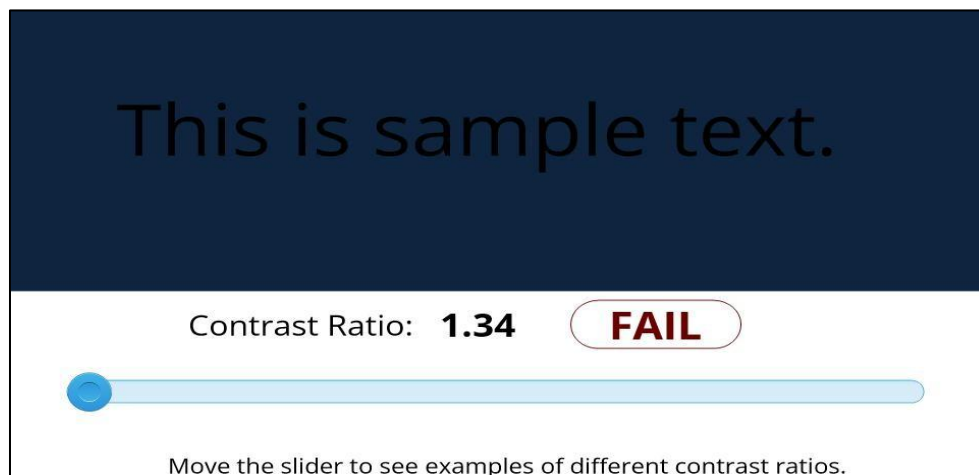 This is sample text.
Contrast Ratio: 1.34 FAIL
Move the slider to see examples of different contrast ratios.